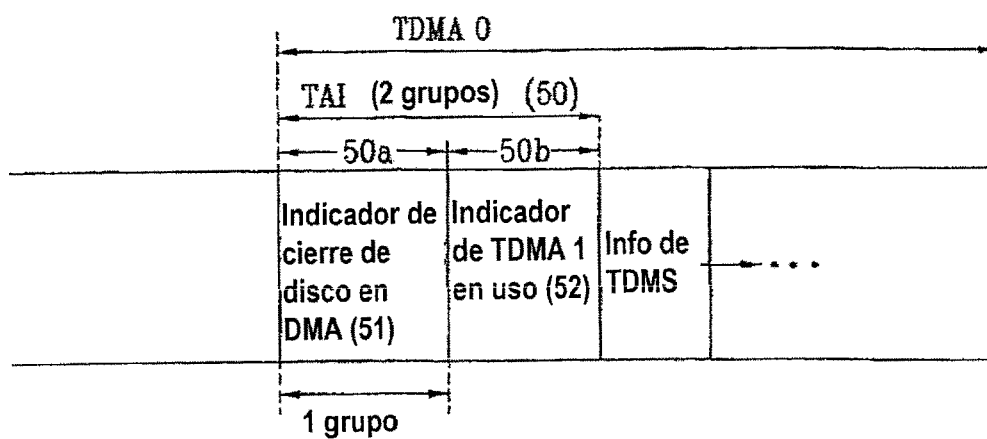 TDMA 0
TAI (2 grupos) (50)
50a 50b
Indicador de
cierre de
disco en
DMA (51)
Indicador
de TDMA 1
en uso (52)
Info de
TDMS
1 grupo